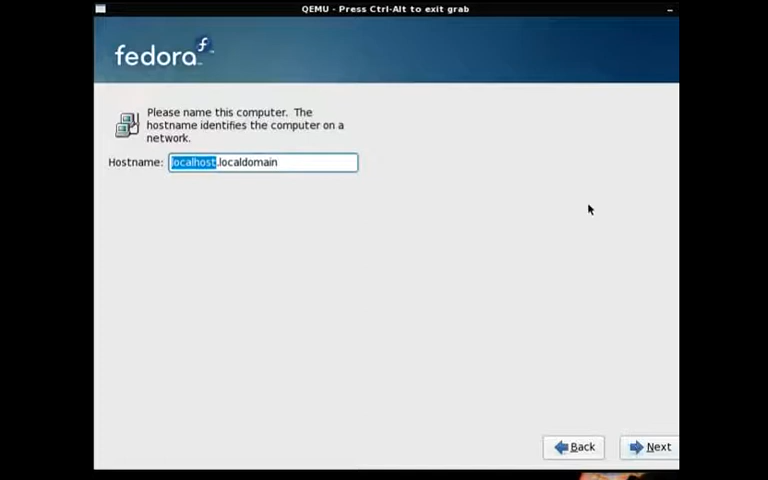 QEMU - Press Ctrl-Alt to exit grab
fedora
Please name this computer. The
hostname identifies the computer on a
network.
Hostname: localhost.localdomain
Back
Next